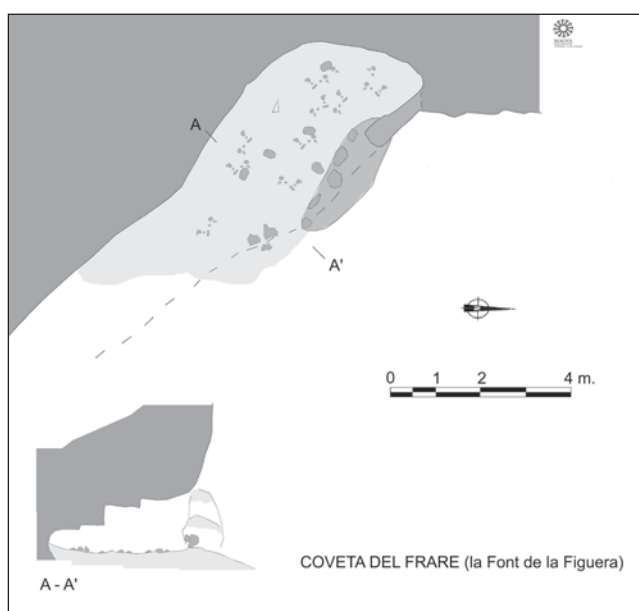 A
A'
0 1 2 4 m.
COVETA DEL FRARE (la Font de la Figuera)
A - A'